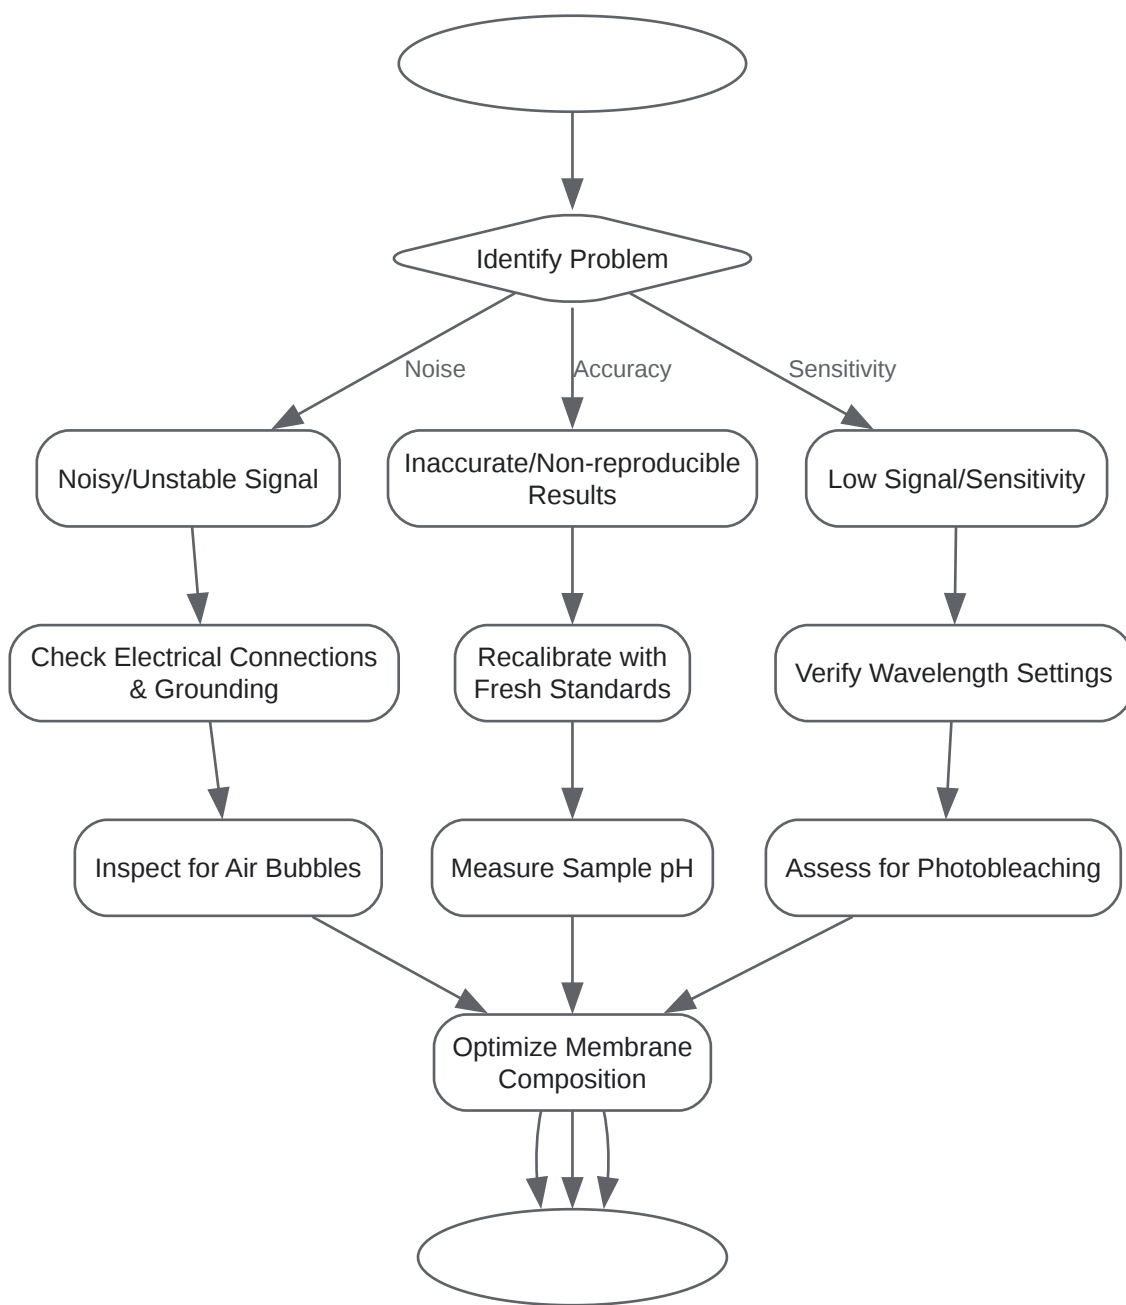 Identify Problem
Noise
Accuracy
Sensitivity
Noisy/Unstable Signal
Inaccurate/Non-reproducible
Results
Low Signal/Sensitivity
Check Electrical Connections
& Grounding
Recalibrate with
Fresh Standards
Verify Wavelength Settings
Inspect for Air Bubbles
Measure Sample pH
Assess for Photobleaching
Optimize Membrane
Composition